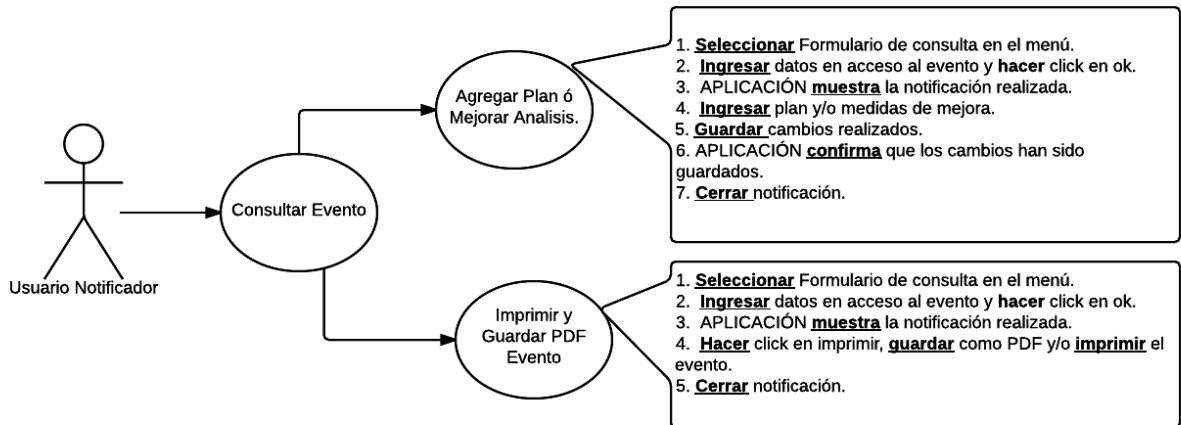 Usuario Notificador
Consultar Evento
Agregar Plan ó
Mejorar Analisis.
1. Seleccionar Formulario de consulta en el menú.
2. Ingresar datos en acceso al evento y hacer click en ok.
3. APLICACIÓN muestra la notificación realizada.
4. Ingresar plan y/o medidas de mejora.
5. Guardar cambios realizados.
6. APLICACIÓN confirma que los cambios han sido
guardados.
7. Cerrar notificación.
Imprimir y
Guardar PDF
Evento
1. Seleccionar Formulario de consulta en el menú.
2. Ingresar datos en acceso al evento y hacer click en ok.
3. APLICACIÓN muestra la notificación realizada.
4. Hacer click en imprimir, guardar como PDF y/o imprimir el
evento.
5. Cerrar notificación.